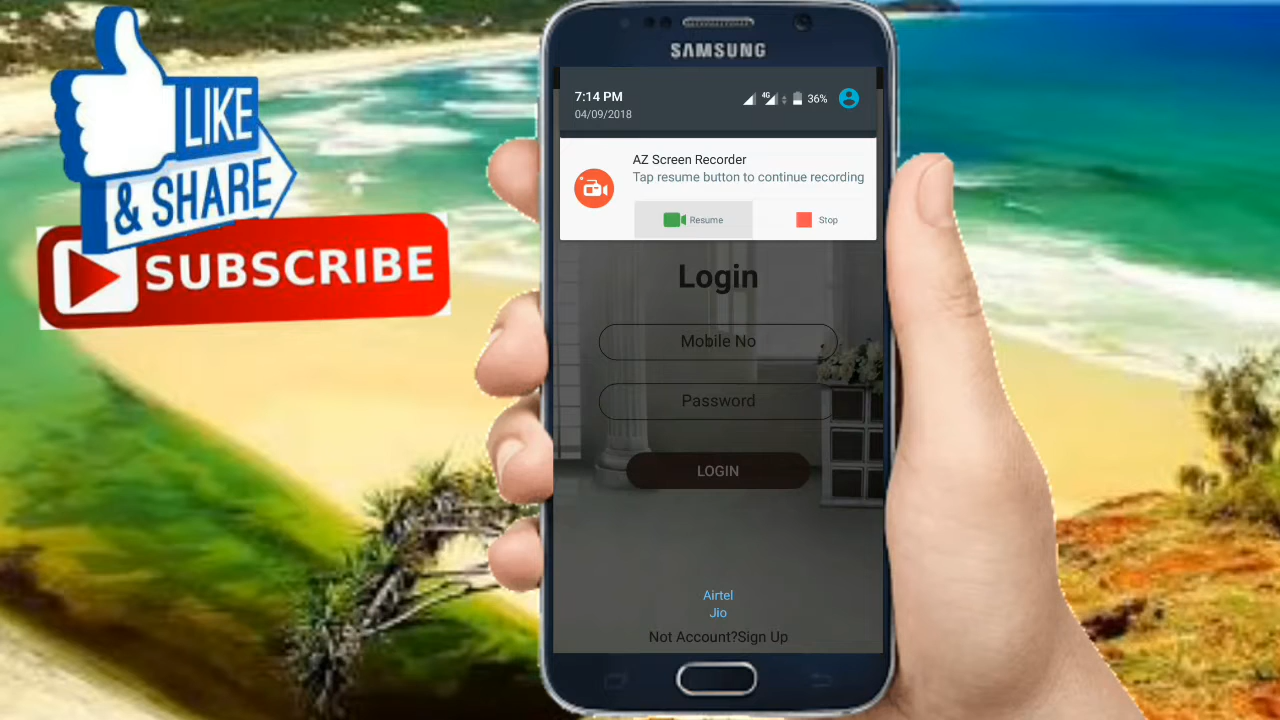 LIKE
& SHARE
SUBSCRIBE
SAMSUNG
7:14 PM
4G
36%
04/09/2018
AZ Screen Recorder
Tap resume button to continue recording
Resume
Stop
Login
Mobile No
Password
LOGIN
Airtel
Jio
Not Account?Sign Up